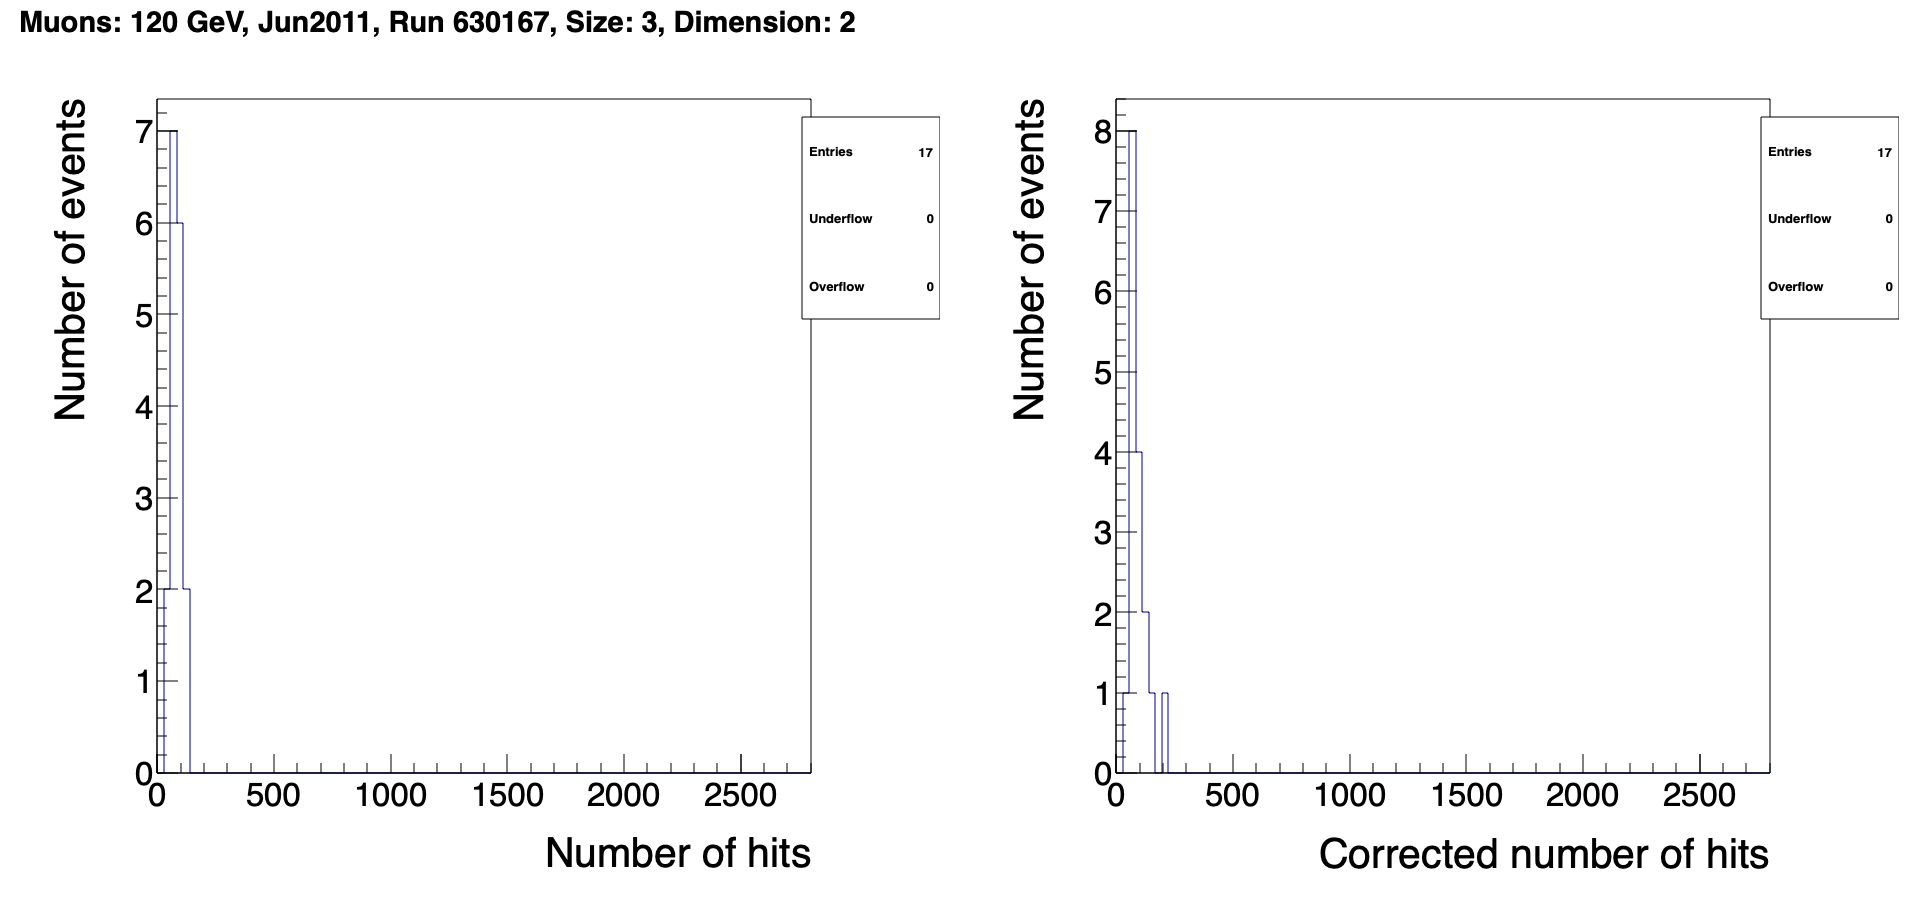 Muons: 120 GeV, Jun2011, Run 630167, Size: 3, Dimension: 2
Number of events
7
6
5
4
3
2
1
0
0 500 1000 1500 2000 2500
Number of hits
Entries 17
Underflow 0
Overflow 0
Number of events
8
7
6
5
4
3
2
1
0
0 500 1000 1500 2000 2500
Corrected number of hits
Entries 17
Underflow 0
Overflow 0